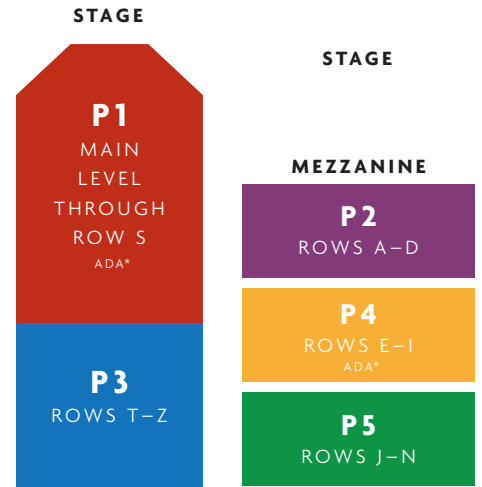 STAGE
P1
MAIN
LEVEL
THROUGH
ROW S
ADA*
P3
ROWS T–Z
STAGE
MEZZANINE
P2
ROWS A–D
P4
ROWS E–I
ADA*
P5
ROWS J–N